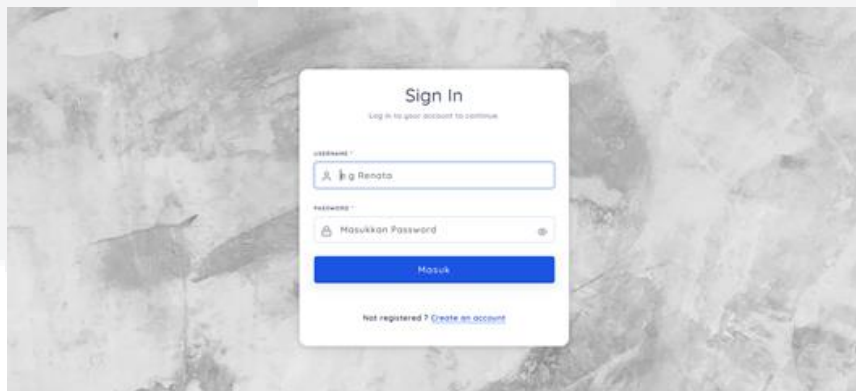 Sign In
Log in to your account to continue
USERNAME *
e.g Renata
PASSWORD *
Masukkan Password
Masuk
Not registered ? Create an account